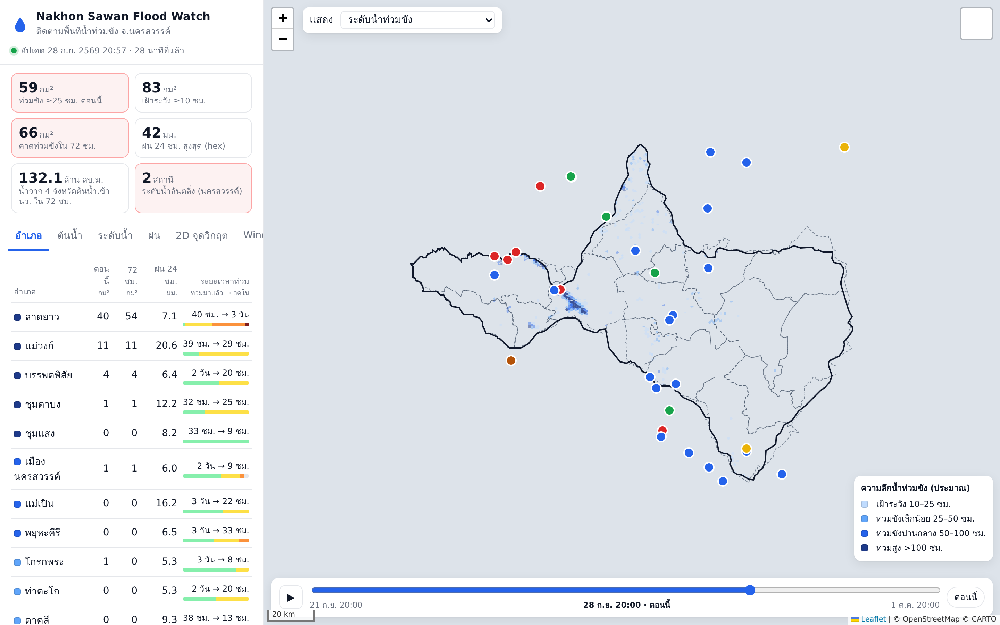 Nakhon Sawan Flood Watch
ติดตามพื้นที่น้ำท่วมขัง จ.นครสวรรค์
อัปเดต 28 ก.ย. 2569 20:57 · 28 นาทีที่แล้ว
59 กม²
ท่วมขัง ≥25 ซม. ตอนนี้
83 กม²
เฝ้าระวัง ≥10 ซม.
66 กม²
คาดท่วมขังใน 72 ชม.
42 มม.
ฝน 24 ชม. สูงสุด (hex)
132.1 ล้าน ลบ.ม.
น้ำจาก 4 จังหวัดต้นน้ำเข้า
นว. ใน 72 ชม.
2 สถานี
ระดับน้ำล้นตลิ่ง (นครสวรรค์)
อำเภอ ต้นน้ำ ระดับน้ำ ฝน 2D จุดวิกฤต Wind
อำเภอ
ตอน
นี้
กม²
72
ชม.
กม²
ฝน 24
ชม.
มม.
ระยะเวลาท่วม
ท่วมมาแล้ว → ลดใน
ลาดยาว 40 54 7.1 40 ชม. → 3 วัน
แม่วงก์ 11 11 20.6 39 ชม. → 29 ชม.
บรรพตพิสัย 4 4 6.4 2 วัน → 20 ชม.
ชุมตาบง 1 1 12.2 32 ชม. → 25 ชม.
ชุมแสง 0 0 8.2 33 ชม. → 9 ชม.
เมือง
นครสวรรค์ 1 1 6.0 2 วัน → 9 ชม.
แม่เปิน 0 0 16.2 3 วัน → 22 ชม.
พยุหะคีรี 0 0 6.5 3 วัน → 33 ชม.
โกรกพระ 1 0 5.3 3 วัน → 8 ชม.
ท่าตะโก 0 0 5.3 2 วัน → 20 ชม.
ตาคลี 0 0 9.3 38 ชม. → 13 ชม.
+
−
แสดง ระดับน้ำท่วมขัง
ความลึกน้ำท่วมขัง (ประมาณ)
เฝ้าระวัง 10–25 ซม.
ท่วมขังเล็กน้อย 25–50 ซม.
ท่วมขังปานกลาง 50–100 ซม.
ท่วมสูง >100 ซม.
21 ก.ย. 20:00
28 ก.ย. 20:00 · ตอนนี้
1 ต.ค. 20:00
ตอนนี้
20 km
Leaflet | © OpenStreetMap © CARTO